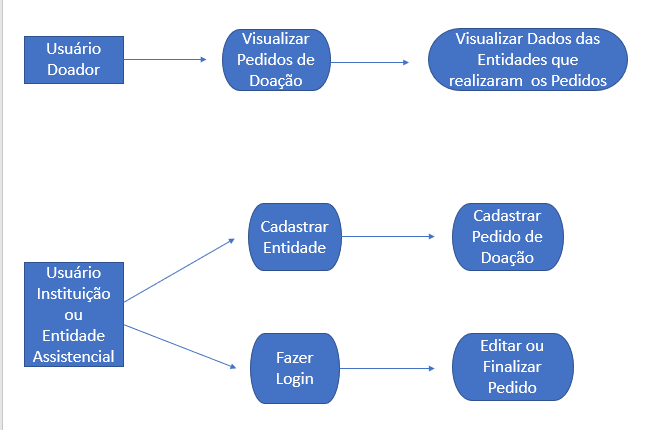 Usuário
Doador
Visualizar
Pedidos de
Doação
Visualizar Dados das
Entidades que
realizaram os Pedidos
Usuário
Instituição
ou
Entidade
Assistencial
Cadastrar
Entidade
Cadastrar
Pedido de
Doação
Fazer
Login
Editar ou
Finalizar
Pedido